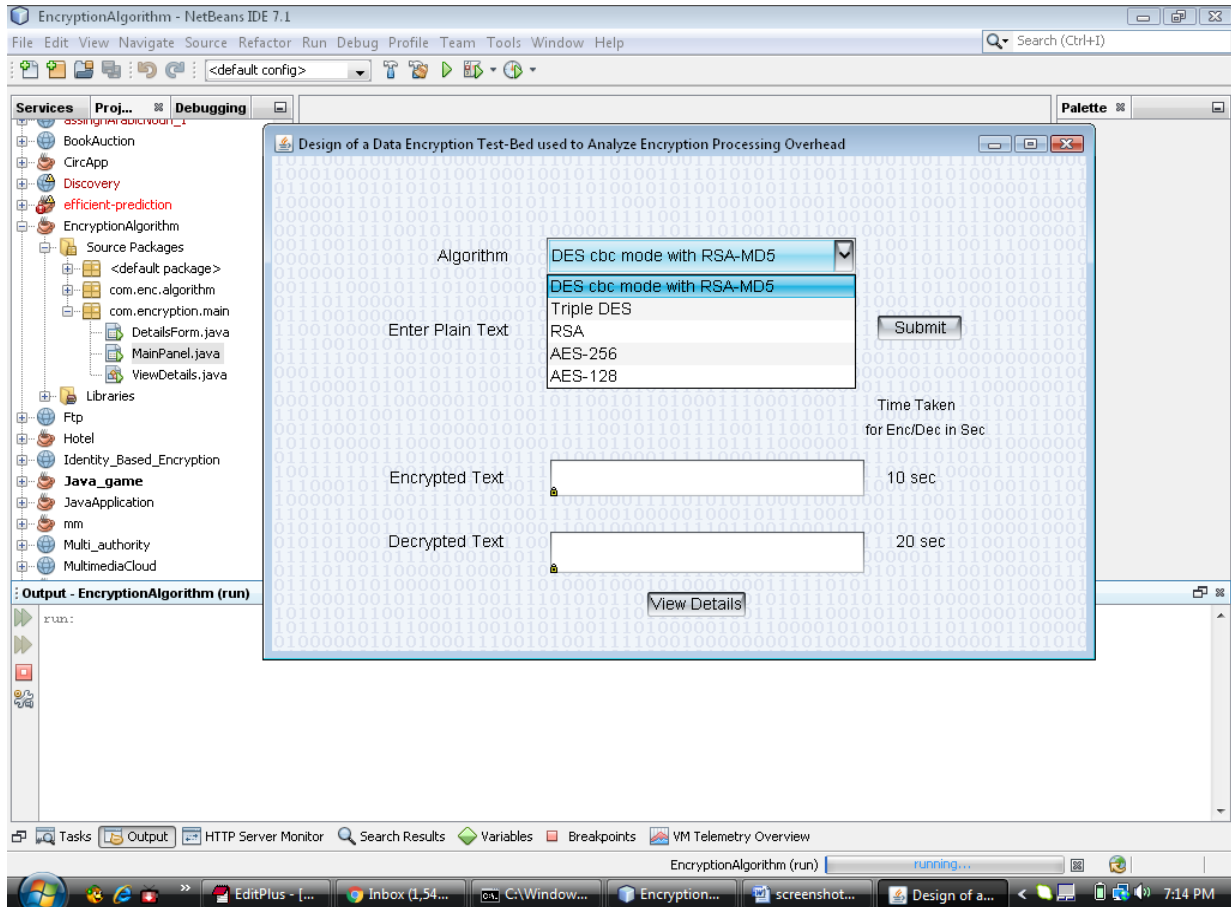 EncryptionAlgorithm - NetBeans IDE 7.1
File Edit View Navigate Source Refactor Run Debug Profile Team Tools Window Help
Search (Ctrl+I)
<default config>
Services Proj... Debugging
Palette
BookAuction
CircApp
Discovery
efficient-prediction
EncryptionAlgorithm
Source Packages
<default package>
com.enc.algorithm
com.encryption.main
DetailsForm.java
MainPanel.java
ViewDetails.java
Libraries
Ftp
Hotel
Identity_Based_Encryption
Java_game
JavaApplication
mm
Multi_authority
MultimediaCloud
Design of a Data Encryption Test-Bed used to Analyze Encryption Processing Overhead
Algorithm
DES cbc mode with RSA-MD5
DES cbc mode with RSA-MD5
Triple DES
RSA
AES-256
AES-128
Enter Plain Text
Submit
Time Taken
for Enc/Dec in Sec
Encrypted Text
10 sec
Decrypted Text
20 sec
View Details
Output - EncryptionAlgorithm (run)
run:
Tasks Output HTTP Server Monitor Search Results Variables Breakpoints VM Telemetry Overview
EncryptionAlgorithm (run) running...
EditPlus - [... Inbox (1,54... C:\Window... Encryption... screenshot... Design of a... 7:14 PM